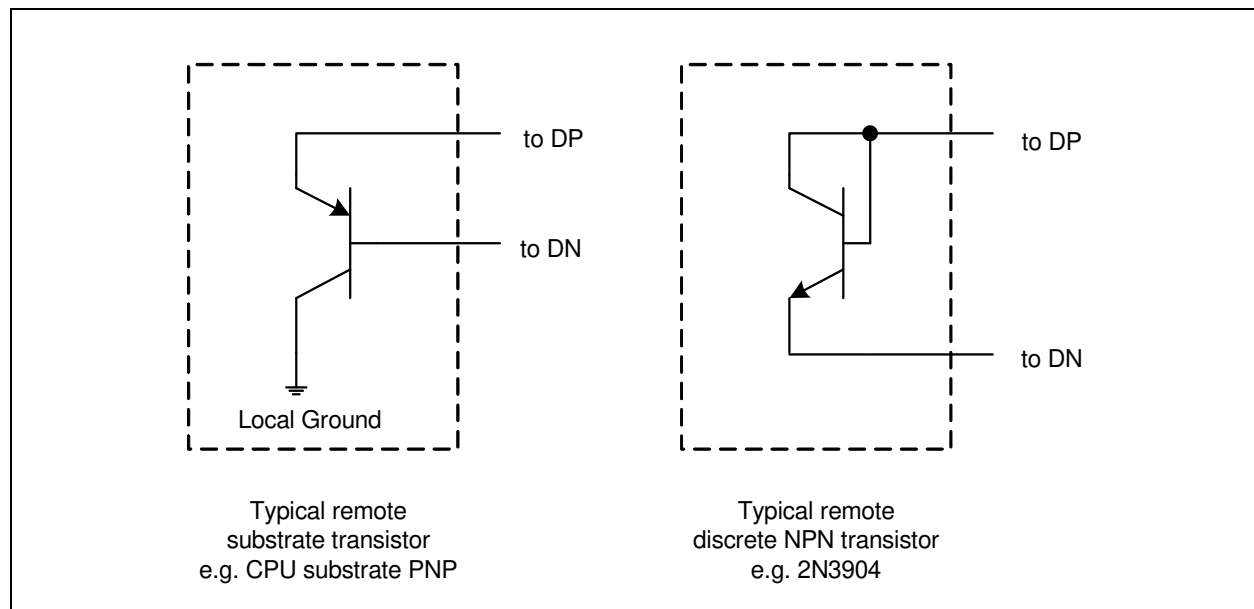 to DP
to DN
Local Ground
Typical remote
substrate transistor
e.g. CPU substrate PNP
to DP
to DN
Typical remote
discrete NPN transistor
e.g. 2N3904